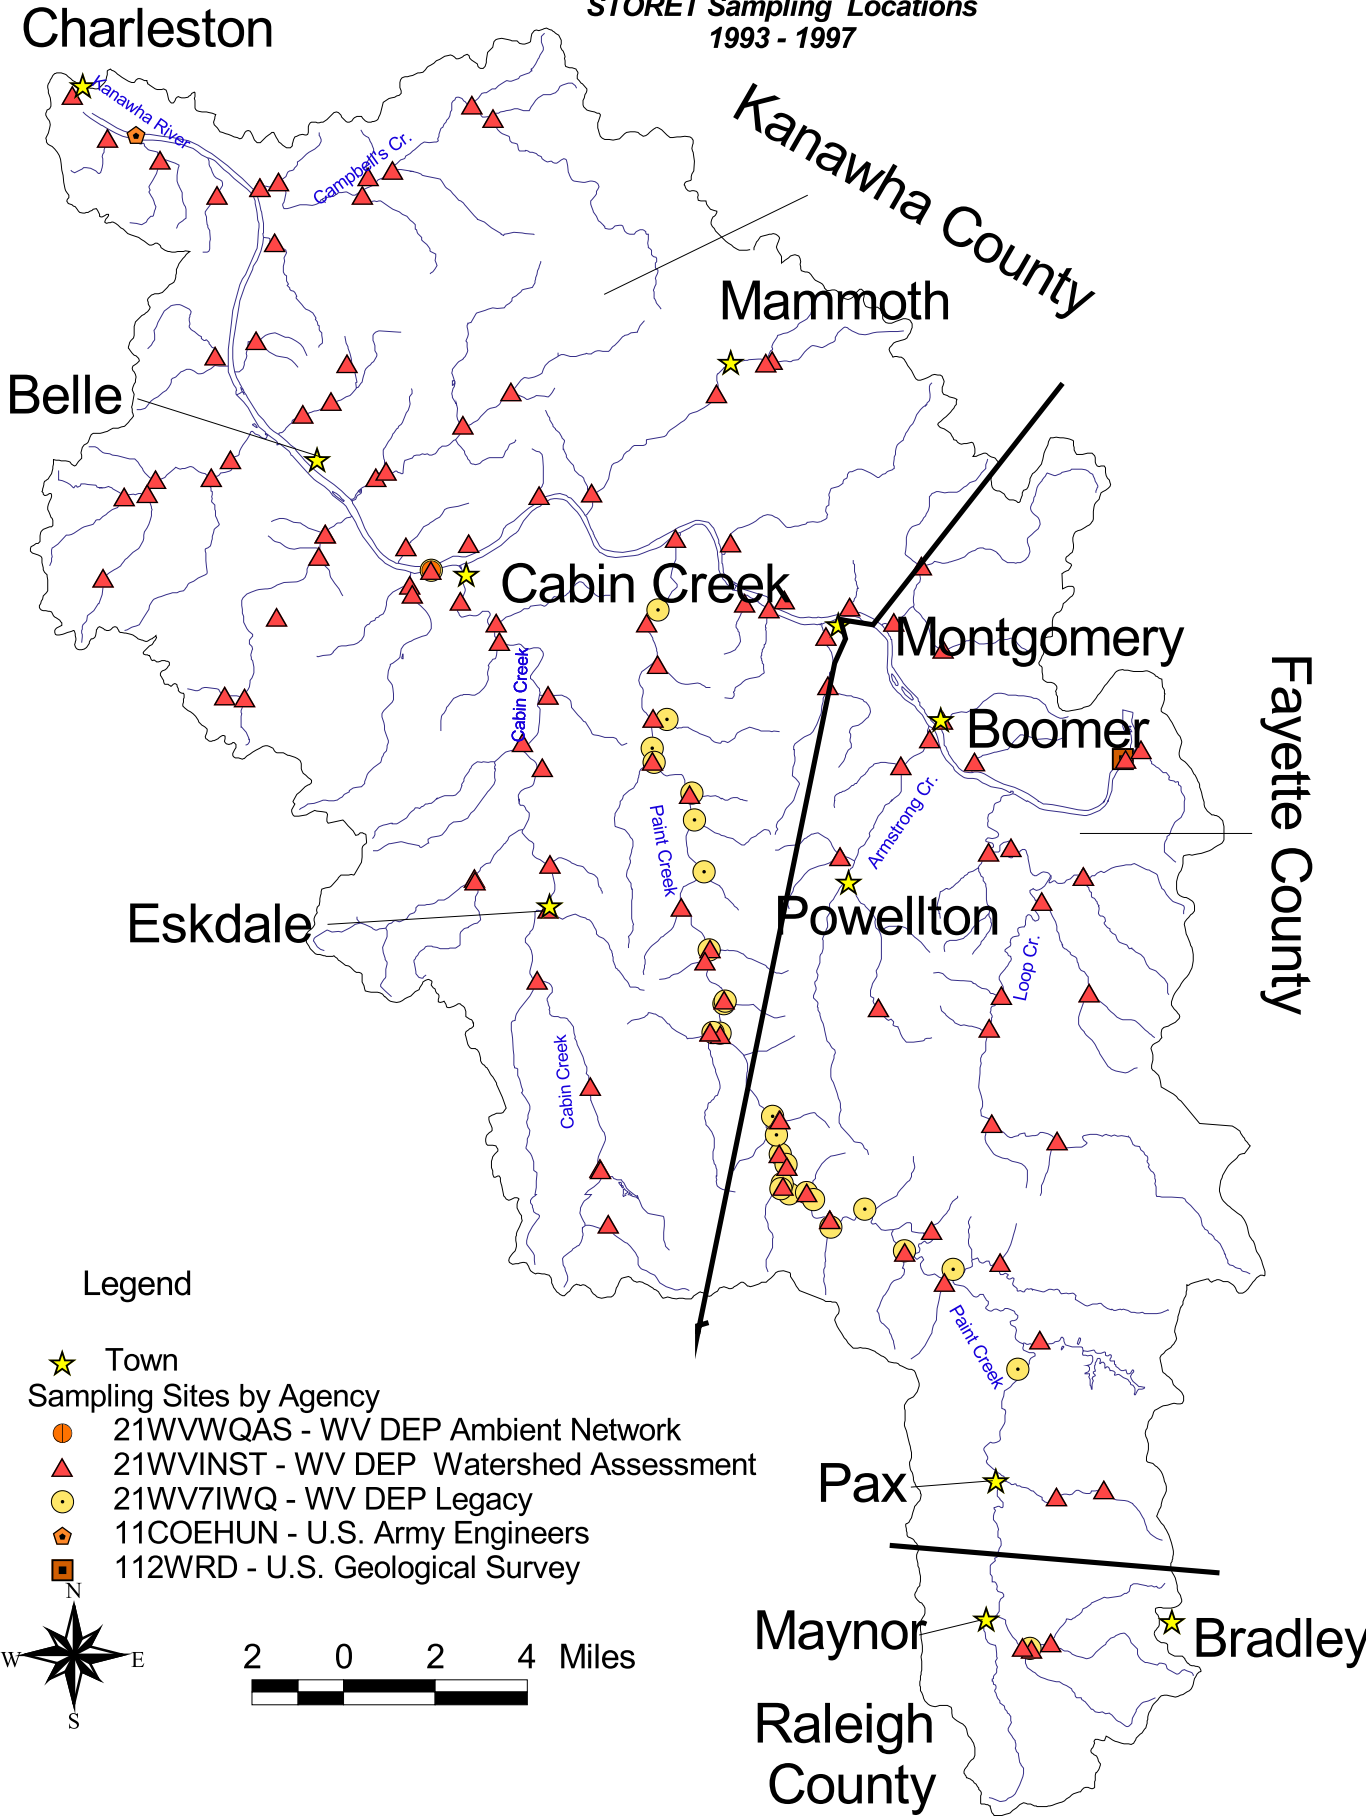 STORET Sampling Locations
1993 - 1997
Charleston
Kanawha River
Campbell's Cr.
Kanawha County
Mammoth
Belle
Cabin Creek
Montgomery
Cabin Creek
Boomer
Fayette County
Paint Creek
Armstrong Cr.
Powellton
Eskdale
Loop Cr.
Cabin Creek
Paint Creek
Legend
Town
Sampling Sites by Agency
21WVWQAS - WV DEP Ambient Network
21WVINST - WV DEP Watershed Assessment
21WV7IWQ - WV DEP Legacy
11COEHUN - U.S. Army Engineers
112WRD - U.S. Geological Survey
Pax
N
W E
S
2 0 2 4 Miles
Maynor
Bradley
Raleigh
County